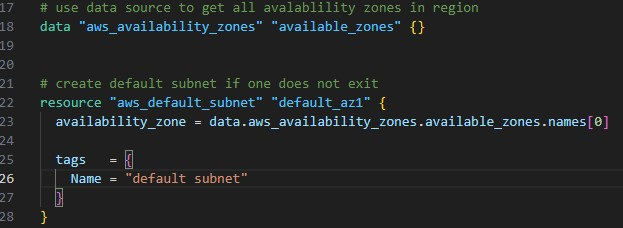 17 # use data source to get all avalablility zones in region
18 data "aws_availability_zones" "available_zones" {}
19
20
21 # create default subnet if one does not exit
22 resource "aws_default_subnet" "default_az1" {
23   availability_zone = data.aws_availability_zones.available_zones.names[0]
24
25   tags   = {
26     Name = "default subnet"
27   }
28 }